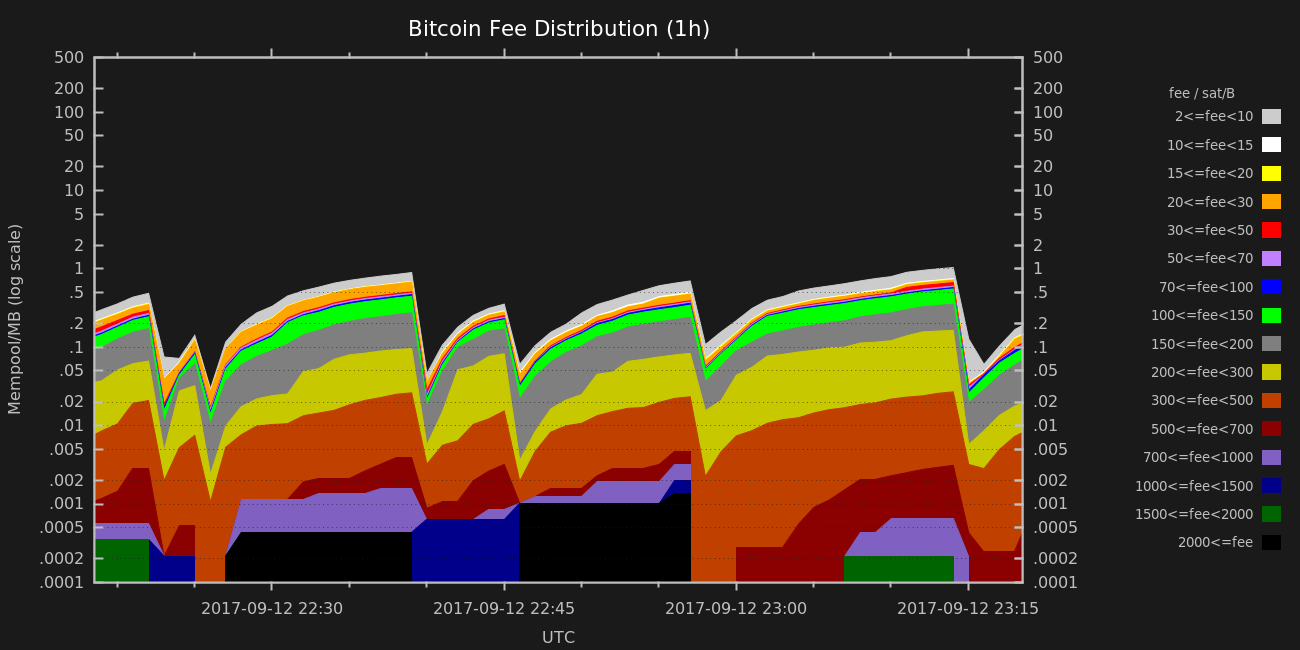 Bitcoin Fee Distribution (1h)
Mempool/MB (log scale)
500
200
100
50
20
10
5
2
1
.5
.2
.1
.05
.02
.01
.005
.002
.001
.0005
.0002
.0001
500
200
100
50
20
10
5
2
1
.5
.2
.1
.05
.02
.01
.005
.002
.001
.0005
.0002
.0001
2017-09-12 22:30
2017-09-12 22:45
2017-09-12 23:00
2017-09-12 23:15
UTC
fee / sat/B
2<=fee<10
10<=fee<15
15<=fee<20
20<=fee<30
30<=fee<50
50<=fee<70
70<=fee<100
100<=fee<150
150<=fee<200
200<=fee<300
300<=fee<500
500<=fee<700
700<=fee<1000
1000<=fee<1500
1500<=fee<2000
2000<=fee